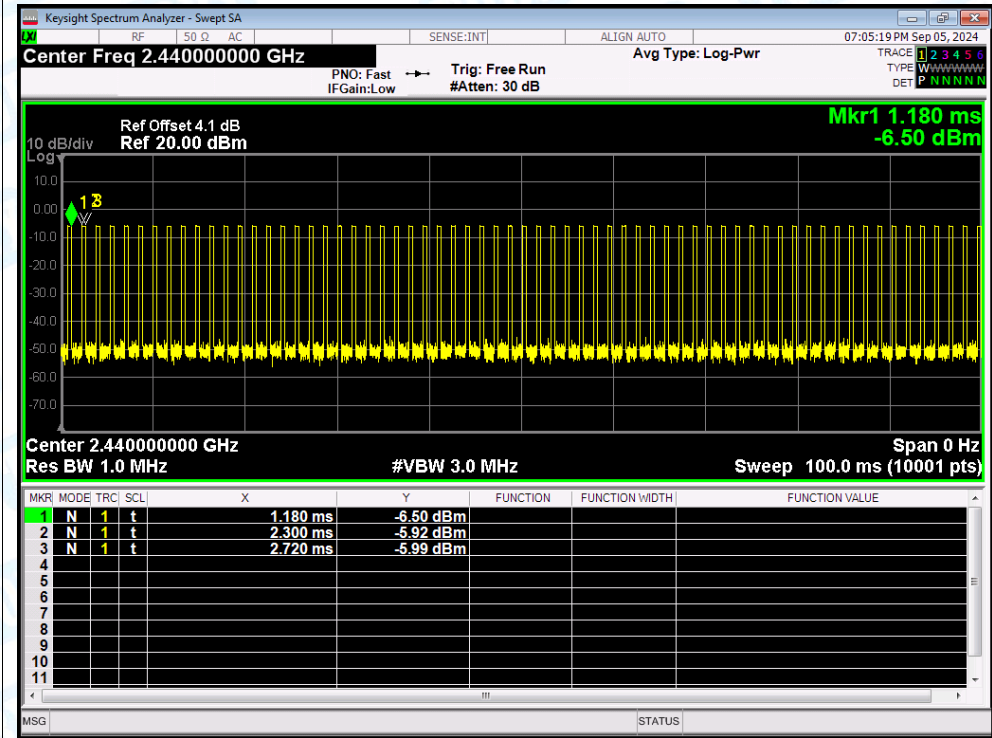 Keysight Spectrum Analyzer - Swept SA
LXI RF 50 Ω AC SENSE:INT ALIGN AUTO 07:05:19 PM Sep 05, 2024
Center Freq 2.440000000 GHz Avg Type: Log-Pwr TRACE 1 2 3 4 5 6
PNO: Fast Trig: Free Run TYPE WWWWWW
IFGain:Low #Atten: 30 dB DET P N N N N N
Mkr1 1.180 ms
Ref Offset 4.1 dB
10 dB/div Ref 20.00 dBm -6.50 dBm
Log
10.0
1 2 3
0.00
-10.0
-20.0
-30.0
-40.0
-50.0
-60.0
-70.0
Center 2.440000000 GHz Span 0 Hz
Res BW 1.0 MHz #VBW 3.0 MHz Sweep 100.0 ms (10001 pts)
MKR MODE TRC SCL X Y FUNCTION FUNCTION WIDTH FUNCTION VALUE
1 N 1 t 1.180 ms -6.50 dBm
2 N 1 t 2.300 ms -5.92 dBm
3 N 1 t 2.720 ms -5.99 dBm
4
5
6
7
8
9
10
11
MSG STATUS